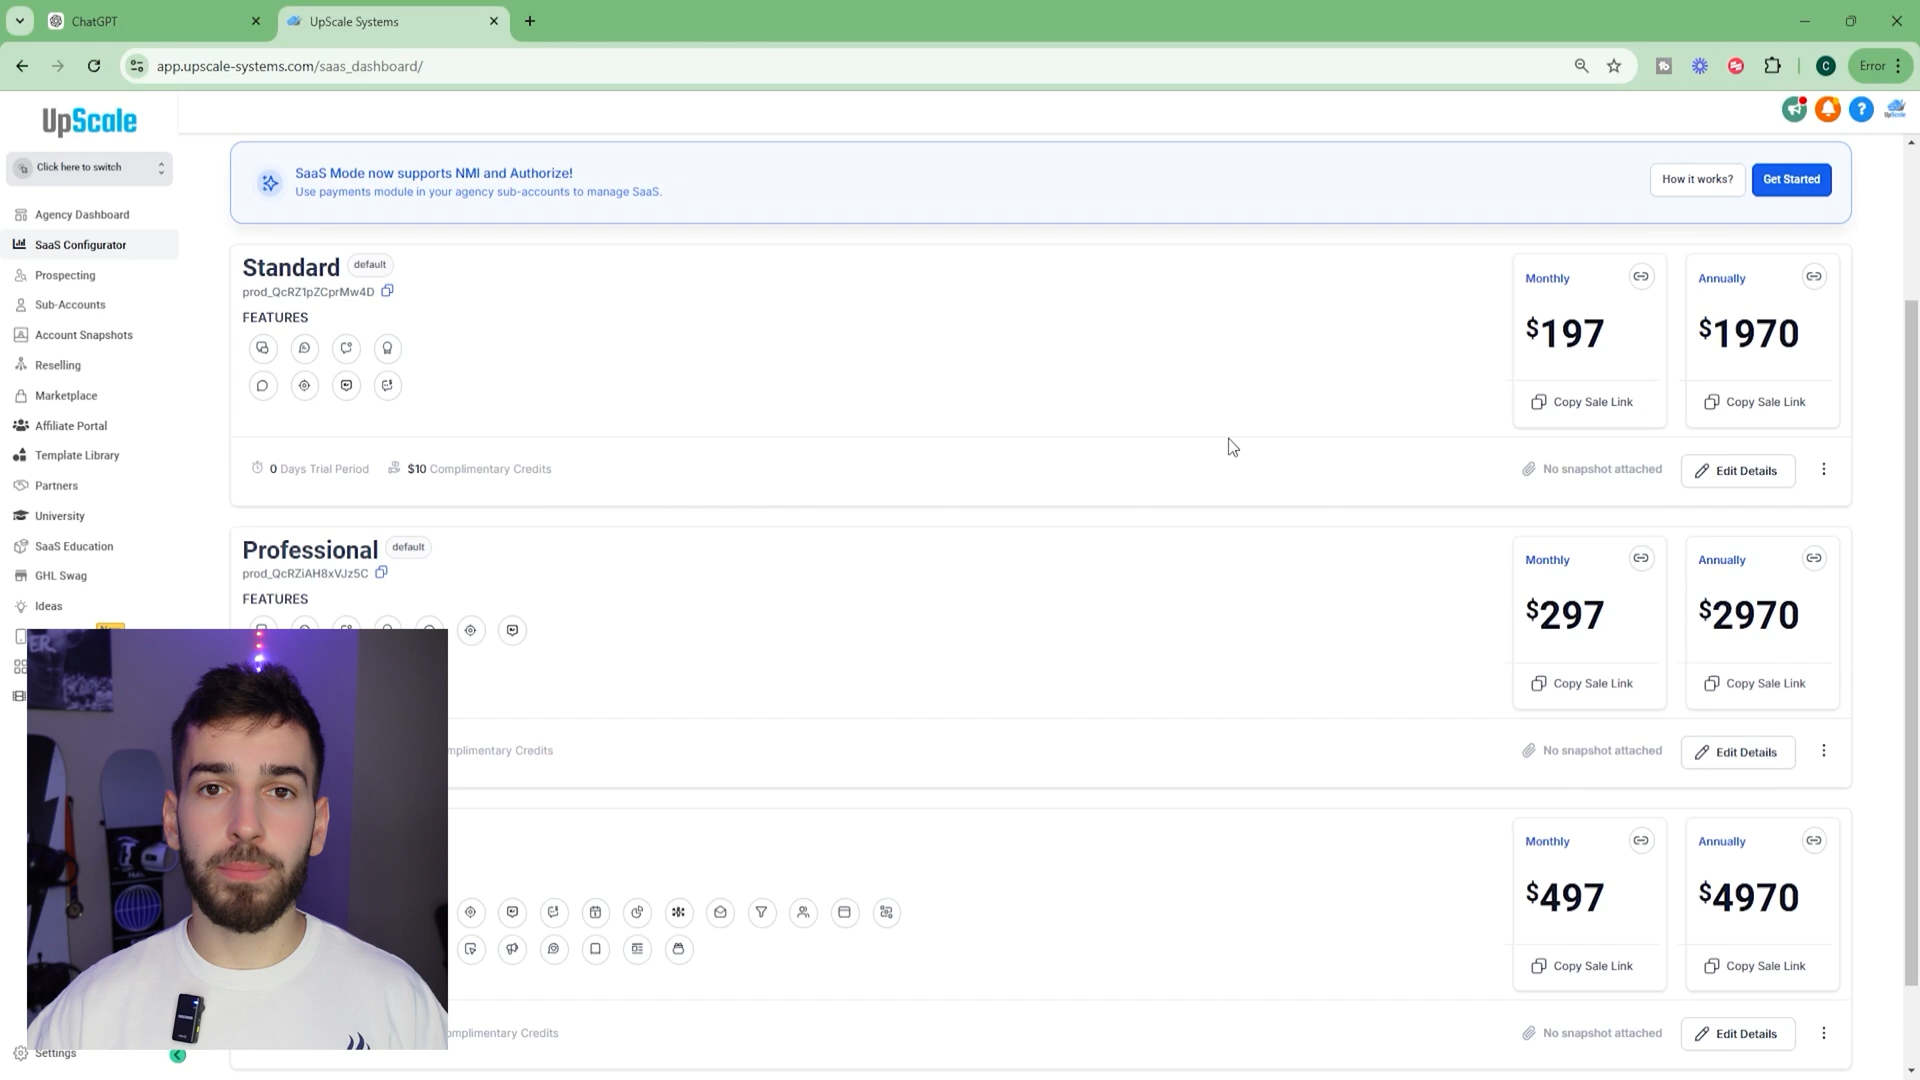 ChatGPT
UpScale Systems
app.upscale-systems.com/saas_dashboard/
Error
UpScale
Click here to switch
Agency Dashboard
SaaS Configurator
Prospecting
Sub-Accounts
Account Snapshots
Reselling
Marketplace
Affiliate Portal
Template Library
Partners
University
SaaS Education
GHL Swag
Ideas
New
Settings
SaaS Mode now supports NMI and Authorize!
Use payments module in your agency sub-accounts to manage SaaS.
How it works?
Get Started
Standard default
prod_QcRZ1pZCprMw4D
FEATURES
Monthly
$197
Copy Sale Link
Annually
$1970
Copy Sale Link
0 Days Trial Period $10 Complimentary Credits
No snapshot attached
Edit Details
Professional default
prod_QcRZiAH8xVJz5C
FEATURES
Monthly
$297
Copy Sale Link
Annually
$2970
Copy Sale Link
mplimentary Credits
No snapshot attached
Edit Details
Monthly
$497
Copy Sale Link
Annually
$4970
Copy Sale Link
omplimentary Credits
No snapshot attached
Edit Details